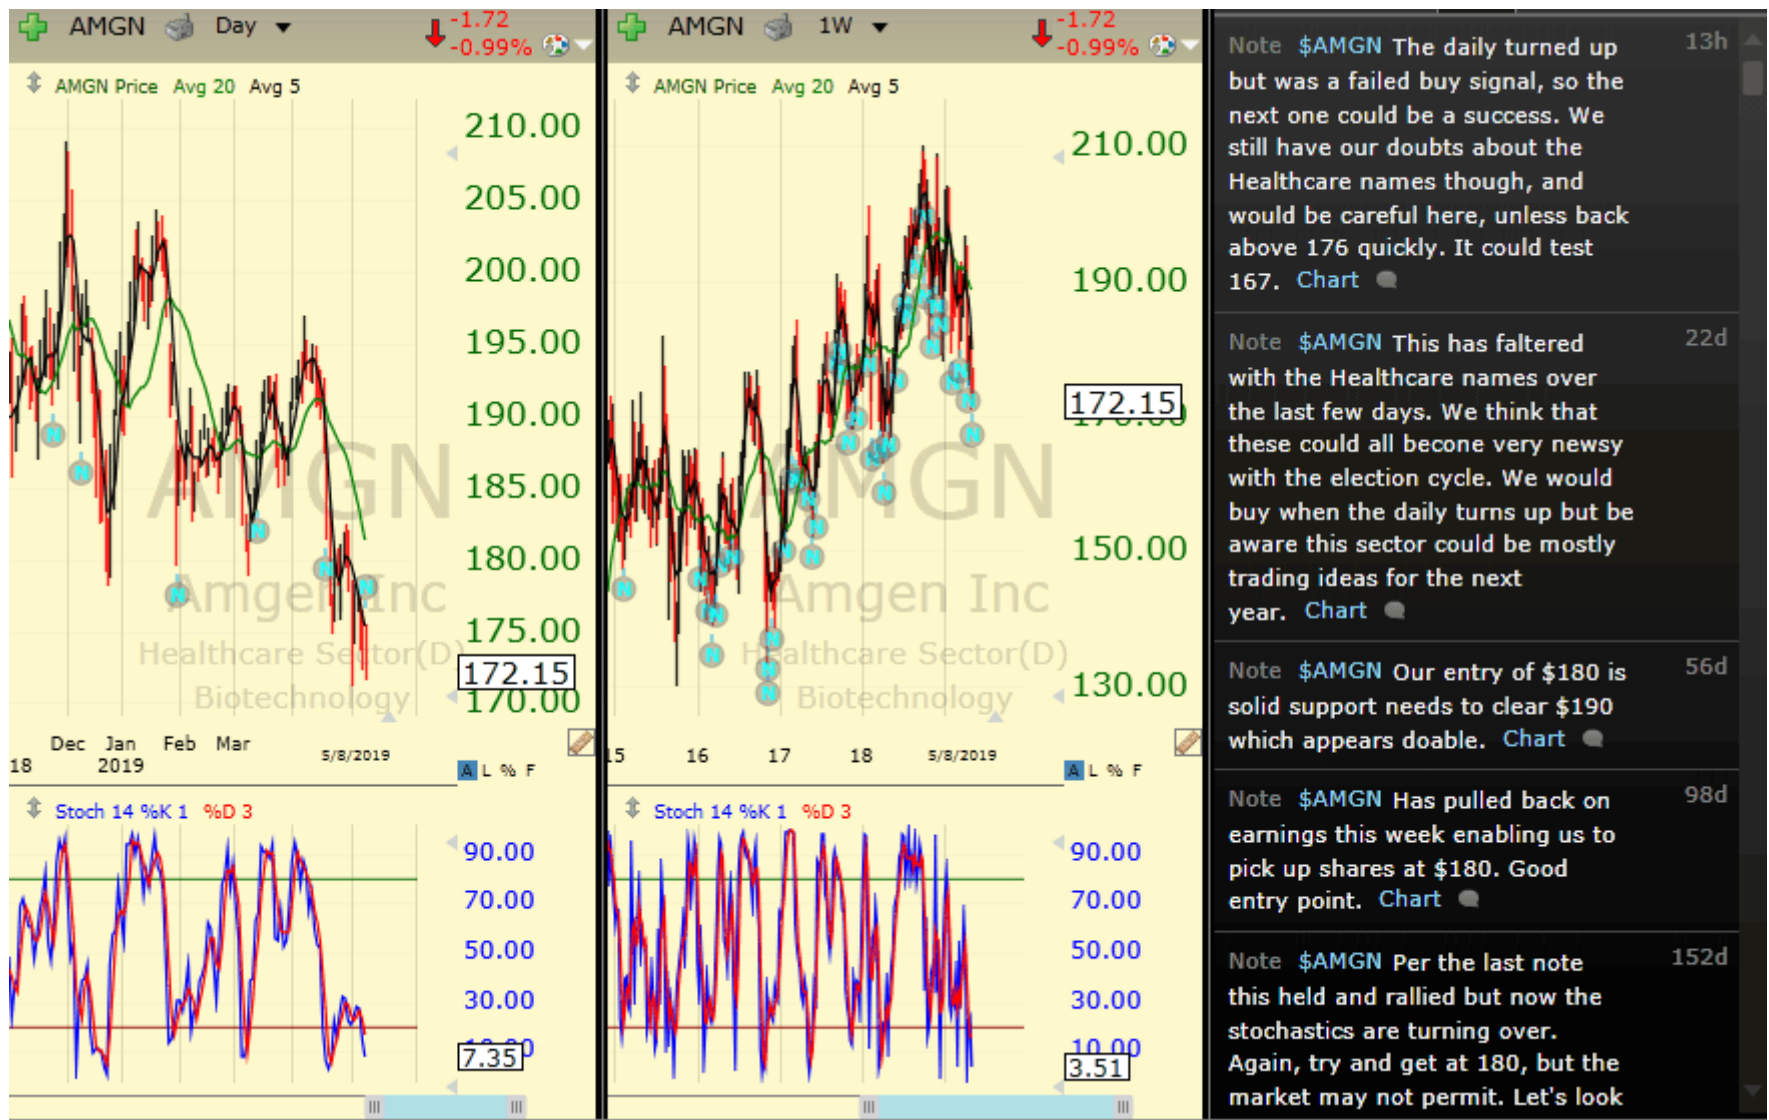 AMGN Day -1.72
-0.99%
AMGN Price Avg 20 Avg 5
210.00
205.00
200.00
195.00
190.00
185.00
180.00
175.00
172.15
170.00
AMGN
Amgen Inc
Healthcare Sector(D)
Biotechnology
Dec Jan Feb Mar 5/8/2019
18 2019
A L % F
Stoch 14 %K 1 %D 3
90.00
70.00
50.00
30.00
10.00
7.35
AMGN 1W -1.72
-0.99%
AMGN Price Avg 20 Avg 5
210.00
190.00
172.15
170.00
150.00
130.00
AMGN
Amgen Inc
Healthcare Sector(D)
Biotechnology
15 16 17 18 5/8/2019
A L % F
Stoch 14 %K 1 %D 3
90.00
70.00
50.00
30.00
10.00
3.51
Note $AMGN The daily turned up 13h
but was a failed buy signal, so the
next one could be a success. We
still have our doubts about the
Healthcare names though, and
would be careful here, unless back
above 176 quickly. It could test
167. Chart
Note $AMGN This has faltered 22d
with the Healthcare names over
the last few days. We think that
these could all becone very newsy
with the election cycle. We would
buy when the daily turns up but be
aware this sector could be mostly
trading ideas for the next
year. Chart
Note $AMGN Our entry of $180 is 56d
solid support needs to clear $190
which appears doable. Chart
Note $AMGN Has pulled back on 98d
earnings this week enabling us to
pick up shares at $180. Good
entry point. Chart
Note $AMGN Per the last note 152d
this held and rallied but now the
stochastics are turning over.
Again, try and get at 180, but the
market may not permit. Let's look